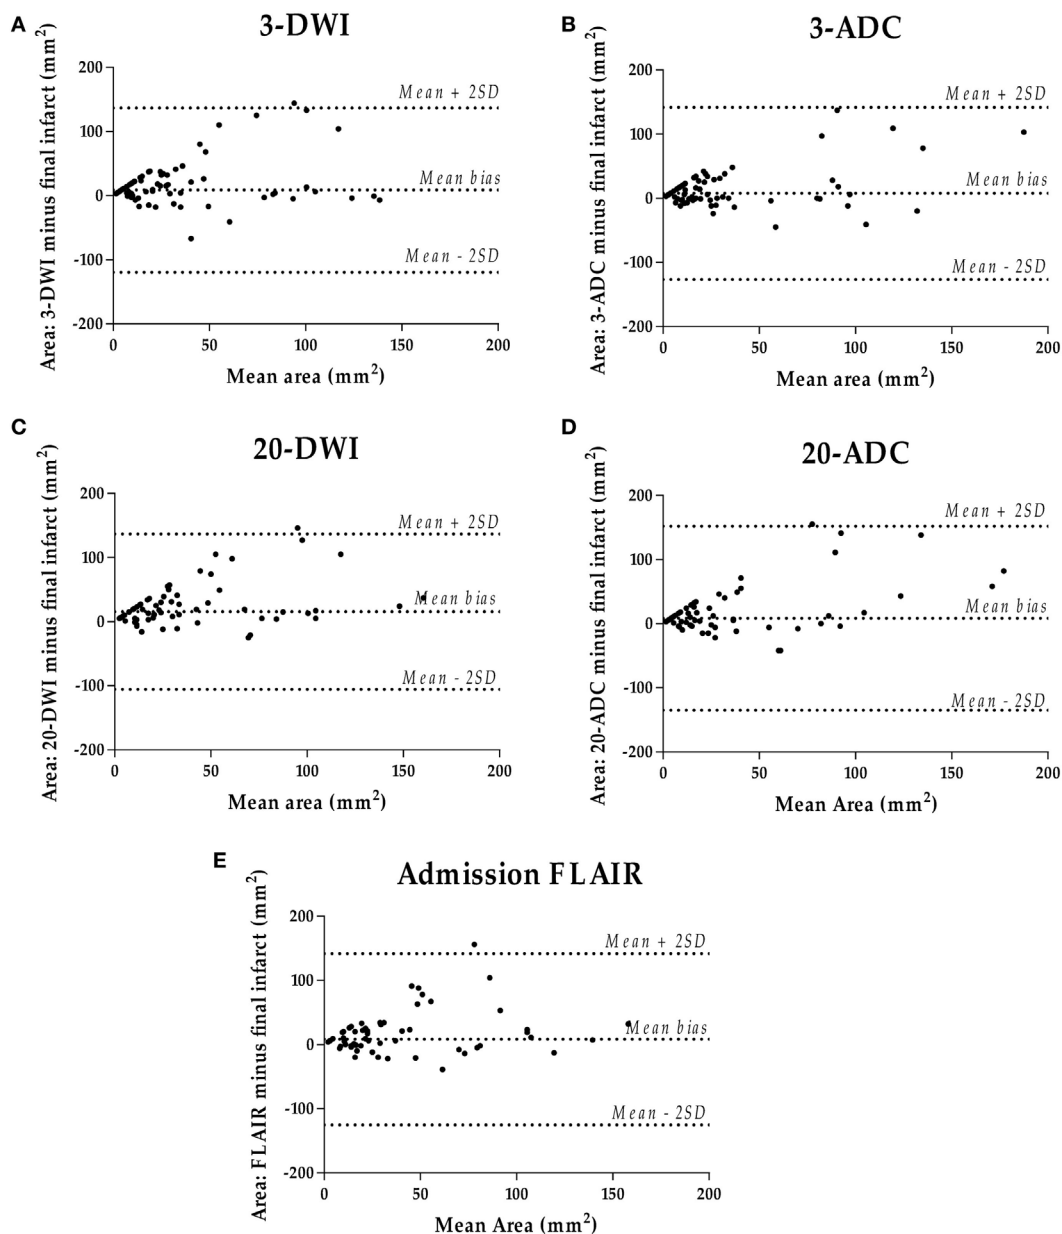 A
3-DWI
Area: 3-DWI minus final infarct (mm2)
200
100
0
-100
-200
Mean + 2SD
Mean bias
Mean - 2SD
0 50 100 150 200
Mean area (mm2)
B
3-ADC
Area: 3-ADC minus final infarct (mm2)
200
100
0
-100
-200
Mean + 2SD
Mean bias
Mean - 2SD
0 50 100 150 200
Mean area (mm2)
C
20-DWI
Area: 20-DWI minus final infarct (mm2)
200
100
0
-100
-200
Mean + 2SD
Mean bias
Mean - 2SD
0 50 100 150 200
Mean area (mm2)
D
20-ADC
Area: 20-ADC minus final infarct (mm2)
200
100
0
-100
-200
Mean + 2SD
Mean bias
Mean - 2SD
0 50 100 150 200
Mean Area (mm2)
E
Admission FLAIR
Area: FLAIR minus final infarct (mm2)
200
100
0
-100
-200
Mean + 2SD
Mean bias
Mean - 2SD
0 50 100 150 200
Mean Area (mm2)